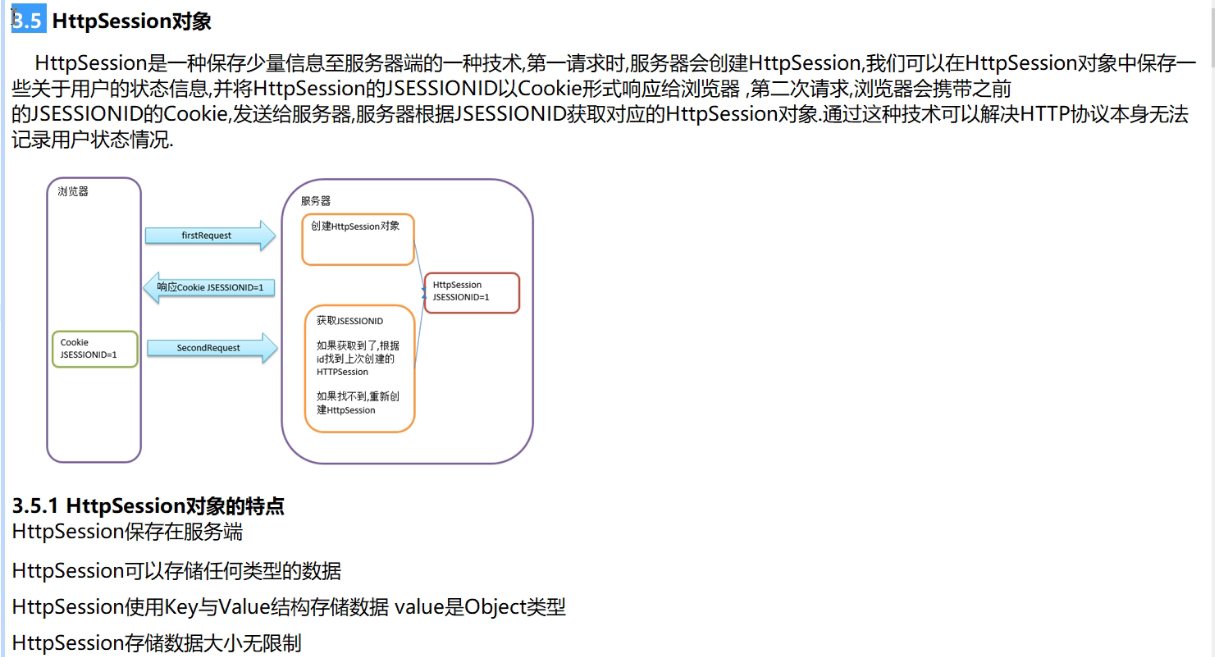 3.5 HttpSession对象
HttpSession是一种保存少量信息至服务器端的一种技术,第一请求时,服务器会创建HttpSession,我们可以在HttpSession对象中保存一
些关于用户的状态信息,并将HttpSession的JSESSIONID以Cookie形式响应给浏览器 ,第二次请求,浏览器会携带之前
的JSESSIONID的Cookie,发送给服务器,服务器根据JSESSIONID获取对应的HttpSession对象.通过这种技术可以解决HTTP协议本身无法
记录用户状态情况.
浏览器
Cookie
JSESSIONID=1
firstRequest
响应Cookie JSESSIONID=1
SecondRequest
服务器
创建HttpSession对象
HttpSession
JSESSIONID=1
获取JSESSIONID
如果获取到了,根据
id找到上次创建的
HTTPSession
如果找不到,重新创
建HttpSession
3.5.1 HttpSession对象的特点
HttpSession保存在服务端
HttpSession可以存储任何类型的数据
HttpSession使用Key与Value结构存储数据 value是Object类型
HttpSession存储数据大小无限制